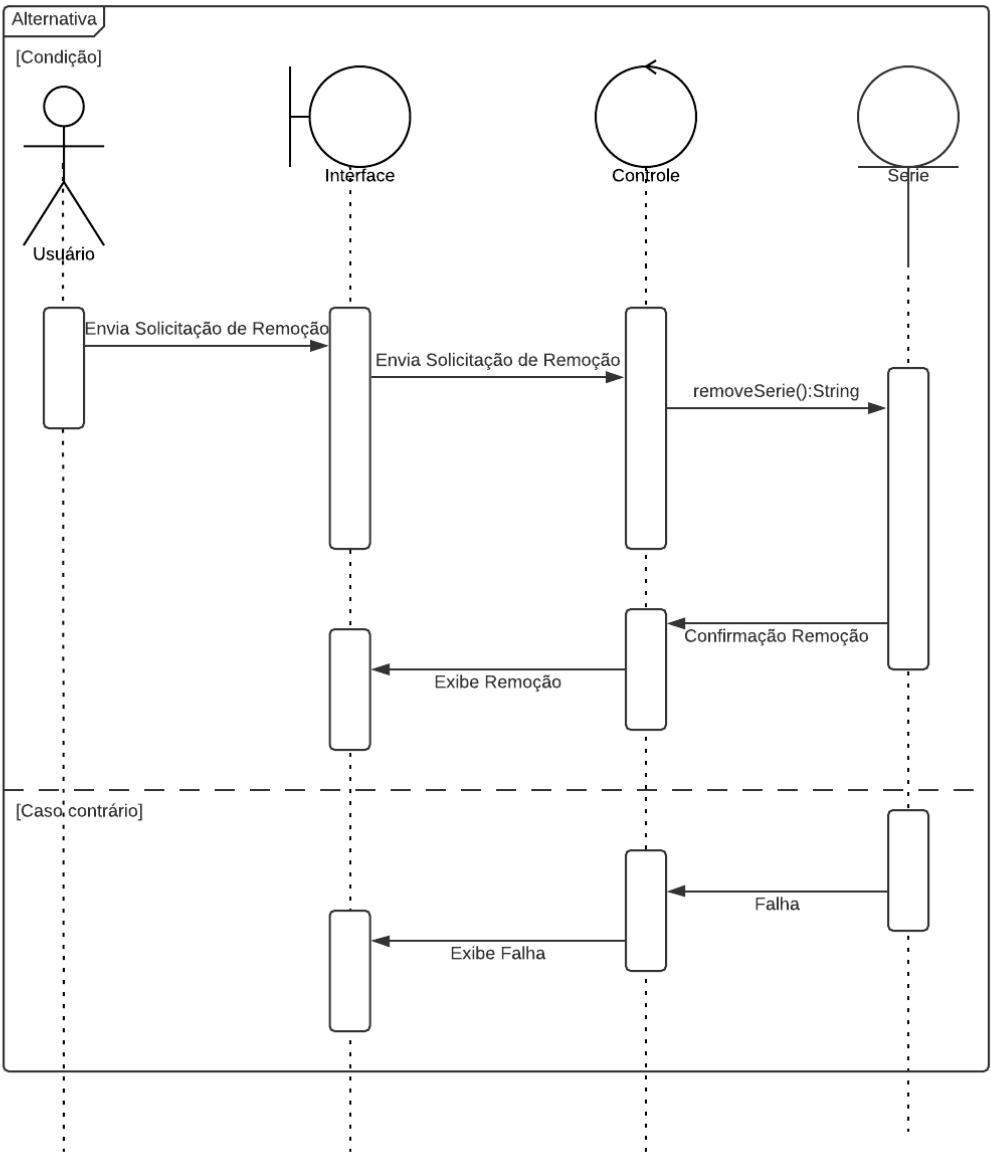 Alternativa
[Condição]
Interface
Controle
Serie
Usuário
Envia Solicitação de Remoção
Envia Solicitação de Remoção
removeSerie():String
Confirmação Remoção
Exibe Remoção
[Caso contrário]
Falha
Exibe Falha